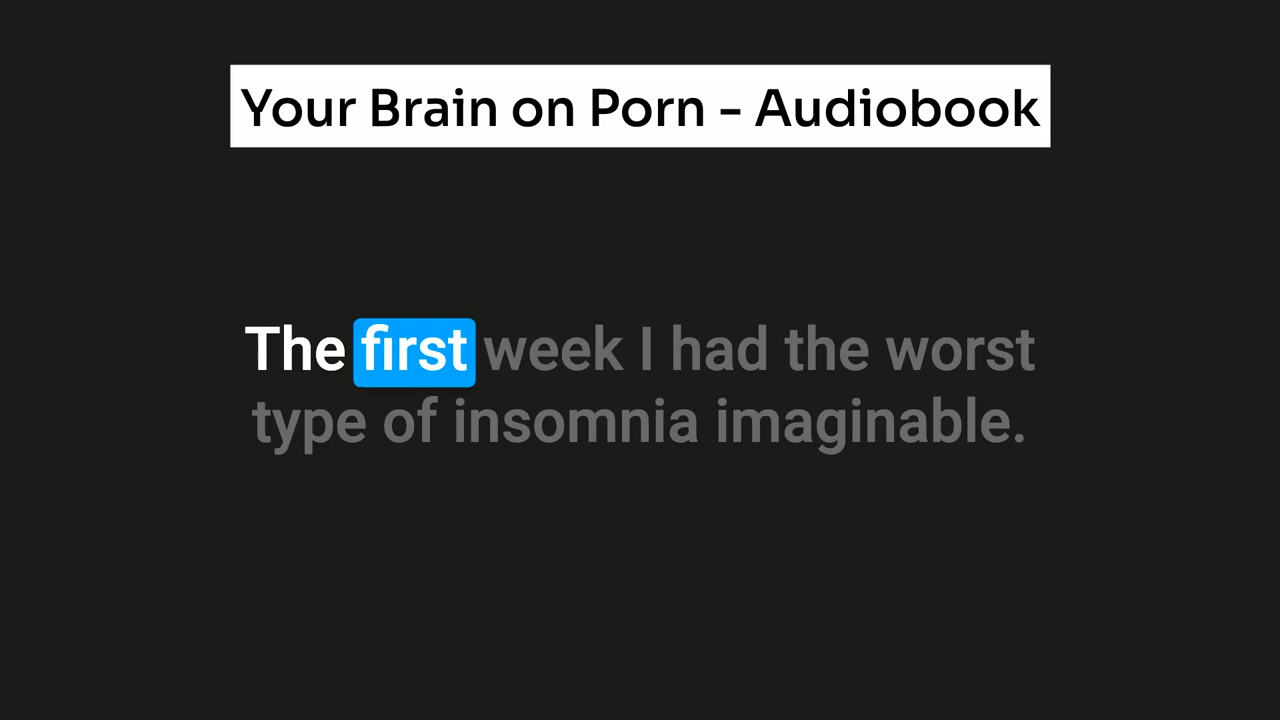 Your Brain on Porn - Audiobook
The first week I had the worst
type of insomnia imaginable.